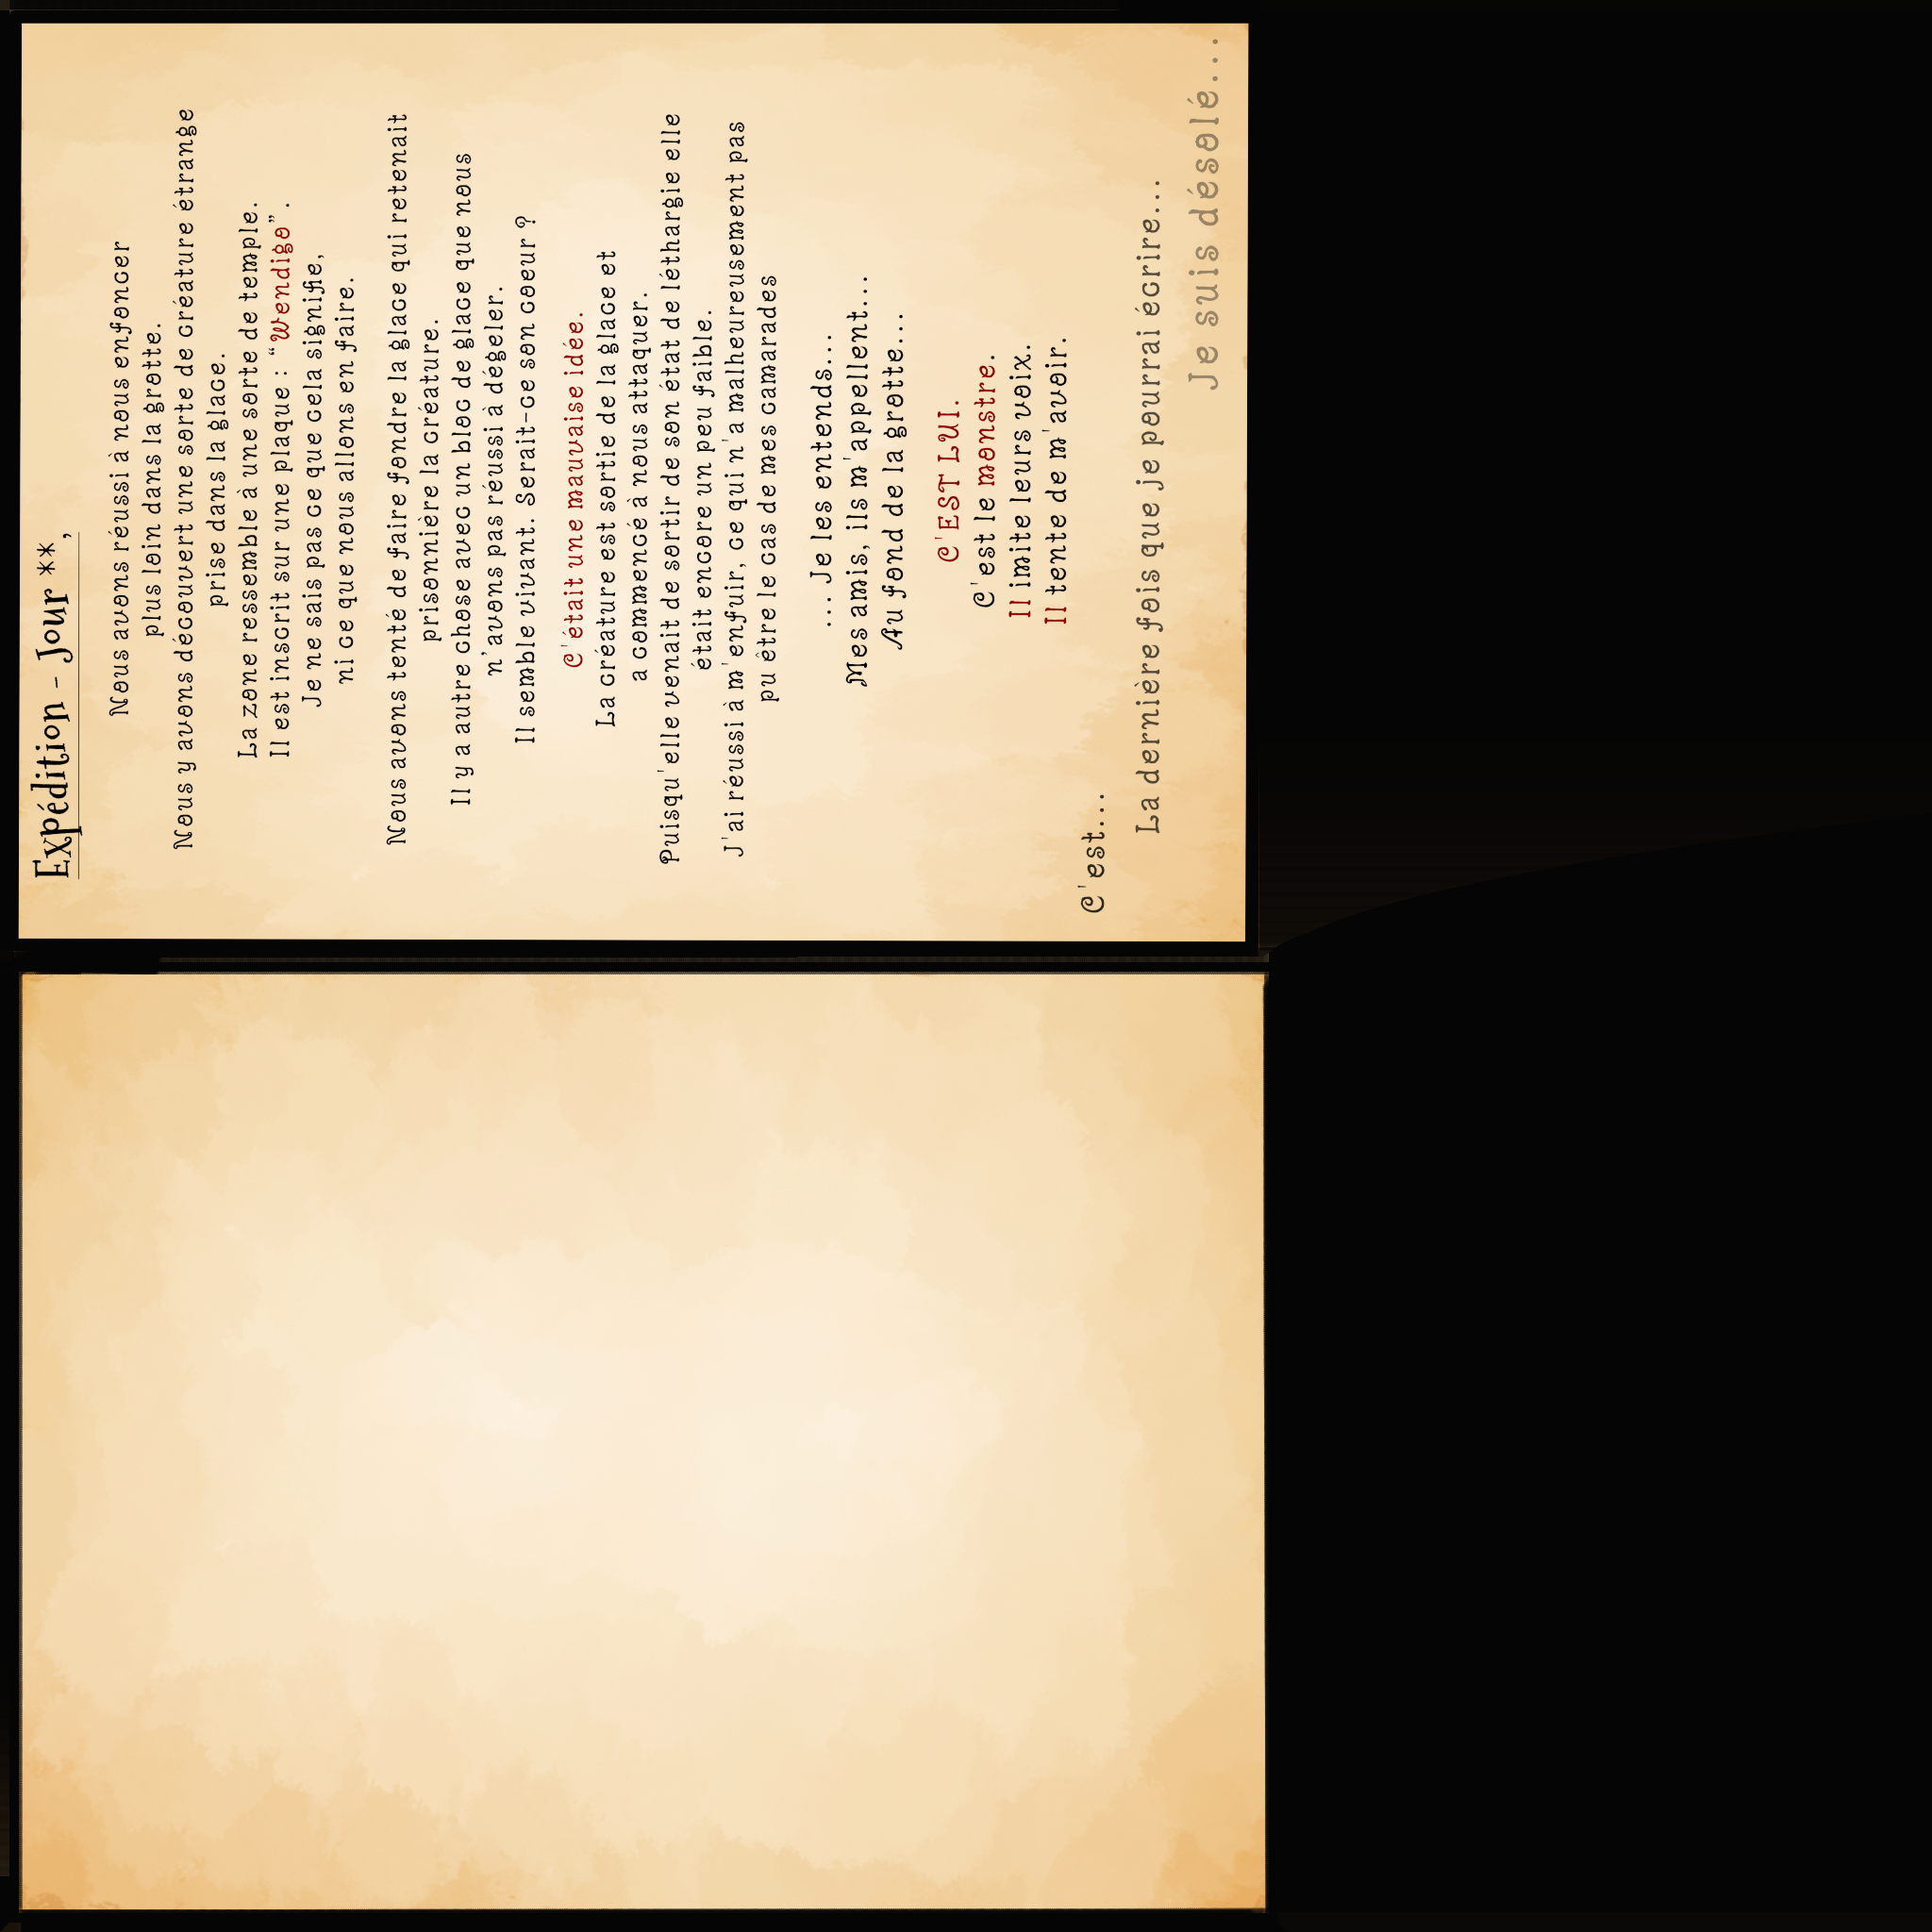 Expédition - Jour **,
Nous avons réussi à nous enfoncer
plus loin dans la grotte.
Nous y avons découvert une sorte de créature étrange
prise dans la glace.
La zone ressemble à une sorte de temple.
Il est inscrit sur une plaque : “Wendigo” .
Je ne sais pas ce que cela signifie,
ni ce que nous allons en faire.
Nous avons tenté de faire fondre la glace qui retenait
prisonnière la créature.
Il y a autre chose avec un bloc de glace que nous
n’avons pas réussi à dégeler.
Il semble vivant. Serait-ce son coeur ?
C'était une mauvaise idée.
La créature est sortie de la glace et
a commencé à nous attaquer.
Puisqu'elle venait de sortir de son état de léthargie elle
était encore un peu faible.
J'ai réussi à m'enfuir, ce qui n'a malheureusement pas
pu être le cas de mes camarades
... Je les entends...
Mes amis, ils m'appellent...
Au fond de la grotte...
C'EST LUI.
C'est le monstre.
Il imite leurs voix.
Il tente de m'avoir.
C'est...
La dernière fois que je pourrai écrire...
Je suis désolé...